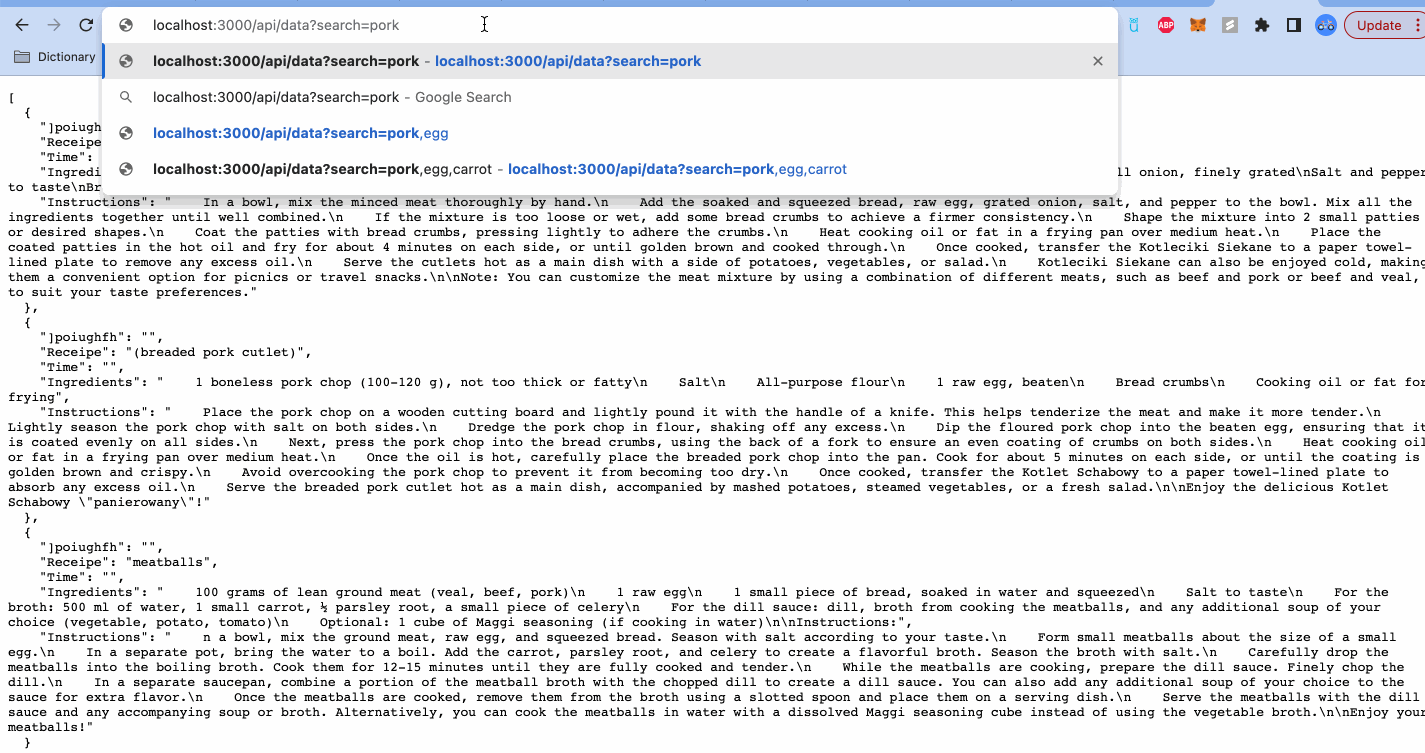 localhost:3000/api/data?search=pork
ABP
Update
Dictionary
localhost:3000/api/data?search=pork - localhost:3000/api/data?search=pork
localhost:3000/api/data?search=pork - Google Search
localhost:3000/api/data?search=pork,egg
localhost:3000/api/data?search=pork,egg,carrot - localhost:3000/api/data?search=pork,egg,carrot
[
{
"]poiugh
"Receipe
"Time":
"Ingredi ll onion, finely grated\nSalt and pepper
to taste\nBr
"Instructions": "    In a bowl, mix the minced meat thoroughly by hand.\n    Add the soaked and squeezed bread, raw egg, grated onion, salt, and pepper to the bowl. Mix all the
ingredients together until well combined.\n    If the mixture is too loose or wet, add some bread crumbs to achieve a firmer consistency.\n    Shape the mixture into 2 small patties
or desired shapes.\n    Coat the patties with bread crumbs, pressing lightly to adhere the crumbs.\n    Heat cooking oil or fat in a frying pan over medium heat.\n    Place the
coated patties in the hot oil and fry for about 4 minutes on each side, or until golden brown and cooked through.\n    Once cooked, transfer the Kotleciki Siekane to a paper towel-
lined plate to remove any excess oil.\n    Serve the cutlets hot as a main dish with a side of potatoes, vegetables, or salad.\n    Kotleciki Siekane can also be enjoyed cold, making
them a convenient option for picnics or travel snacks.\n\nNote: You can customize the meat mixture by using a combination of different meats, such as beef and pork or beef and veal,
to suit your taste preferences."
},
{
"]poiughfh": "",
"Receipe": "(breaded pork cutlet)",
"Time": "",
"Ingredients": "    1 boneless pork chop (100-120 g), not too thick or fatty\n    Salt\n    All-purpose flour\n    1 raw egg, beaten\n    Bread crumbs\n    Cooking oil or fat for
frying",
"Instructions": "    Place the pork chop on a wooden cutting board and lightly pound it with the handle of a knife. This helps tenderize the meat and make it more tender.\n
Lightly season the pork chop with salt on both sides.\n    Dredge the pork chop in flour, shaking off any excess.\n    Dip the floured pork chop into the beaten egg, ensuring that it
is coated evenly on all sides.\n    Next, press the pork chop into the bread crumbs, using the back of a fork to ensure an even coating of crumbs on both sides.\n    Heat cooking oil
or fat in a frying pan over medium heat.\n    Once the oil is hot, carefully place the breaded pork chop into the pan. Cook for about 5 minutes on each side, or until the coating is
golden brown and crispy.\n    Avoid overcooking the pork chop to prevent it from becoming too dry.\n    Once cooked, transfer the Kotlet Schabowy to a paper towel-lined plate to
absorb any excess oil.\n    Serve the breaded pork cutlet hot as a main dish, accompanied by mashed potatoes, steamed vegetables, or a fresh salad.\n\nEnjoy the delicious Kotlet
Schabowy \"panierowany\"!"
},
{
"]poiughfh": "",
"Receipe": "meatballs",
"Time": "",
"Ingredients": "    100 grams of lean ground meat (veal, beef, pork)\n    1 raw egg\n    1 small piece of bread, soaked in water and squeezed\n    Salt to taste\n    For the
broth: 500 ml of water, 1 small carrot, ½ parsley root, a small piece of celery\n    For the dill sauce: dill, broth from cooking the meatballs, and any additional soup of your
choice (vegetable, potato, tomato)\n    Optional: 1 cube of Maggi seasoning (if cooking in water)\n\nInstructions:",
"Instructions": "    n a bowl, mix the ground meat, raw egg, and squeezed bread. Season with salt according to your taste.\n    Form small meatballs about the size of a small
egg.\n    In a separate pot, bring the water to a boil. Add the carrot, parsley root, and celery to create a flavorful broth. Season the broth with salt.\n    Carefully drop the
meatballs into the boiling broth. Cook them for 12-15 minutes until they are fully cooked and tender.\n    While the meatballs are cooking, prepare the dill sauce. Finely chop the
dill.\n    In a separate saucepan, combine a portion of the meatball broth with the chopped dill to create a dill sauce. You can also add any additional soup of your choice to the
sauce for extra flavor.\n    Once the meatballs are cooked, remove them from the broth using a slotted spoon and place them on a serving dish.\n    Serve the meatballs with the dill
sauce and any accompanying soup or broth. Alternatively, you can cook the meatballs in water with a dissolved Maggi seasoning cube instead of using the vegetable broth.\n\nEnjoy your
meatballs!"
}